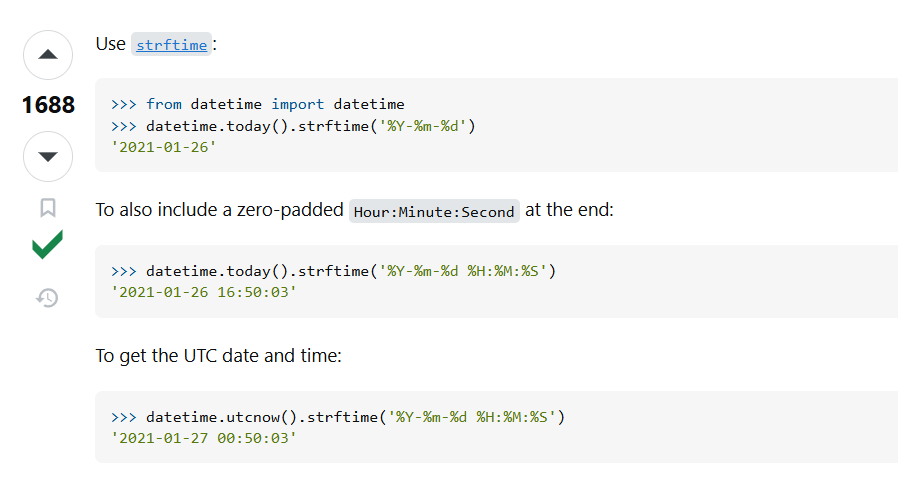 Use strftime:
1688
>>> from datetime import datetime
>>> datetime.today().strftime('%Y-%m-%d')
'2021-01-26'
To also include a zero-padded Hour:Minute:Second at the end:
>>> datetime.today().strftime('%Y-%m-%d %H:%M:%S')
'2021-01-26 16:50:03'
To get the UTC date and time:
>>> datetime.utcnow().strftime('%Y-%m-%d %H:%M:%S')
'2021-01-27 00:50:03'